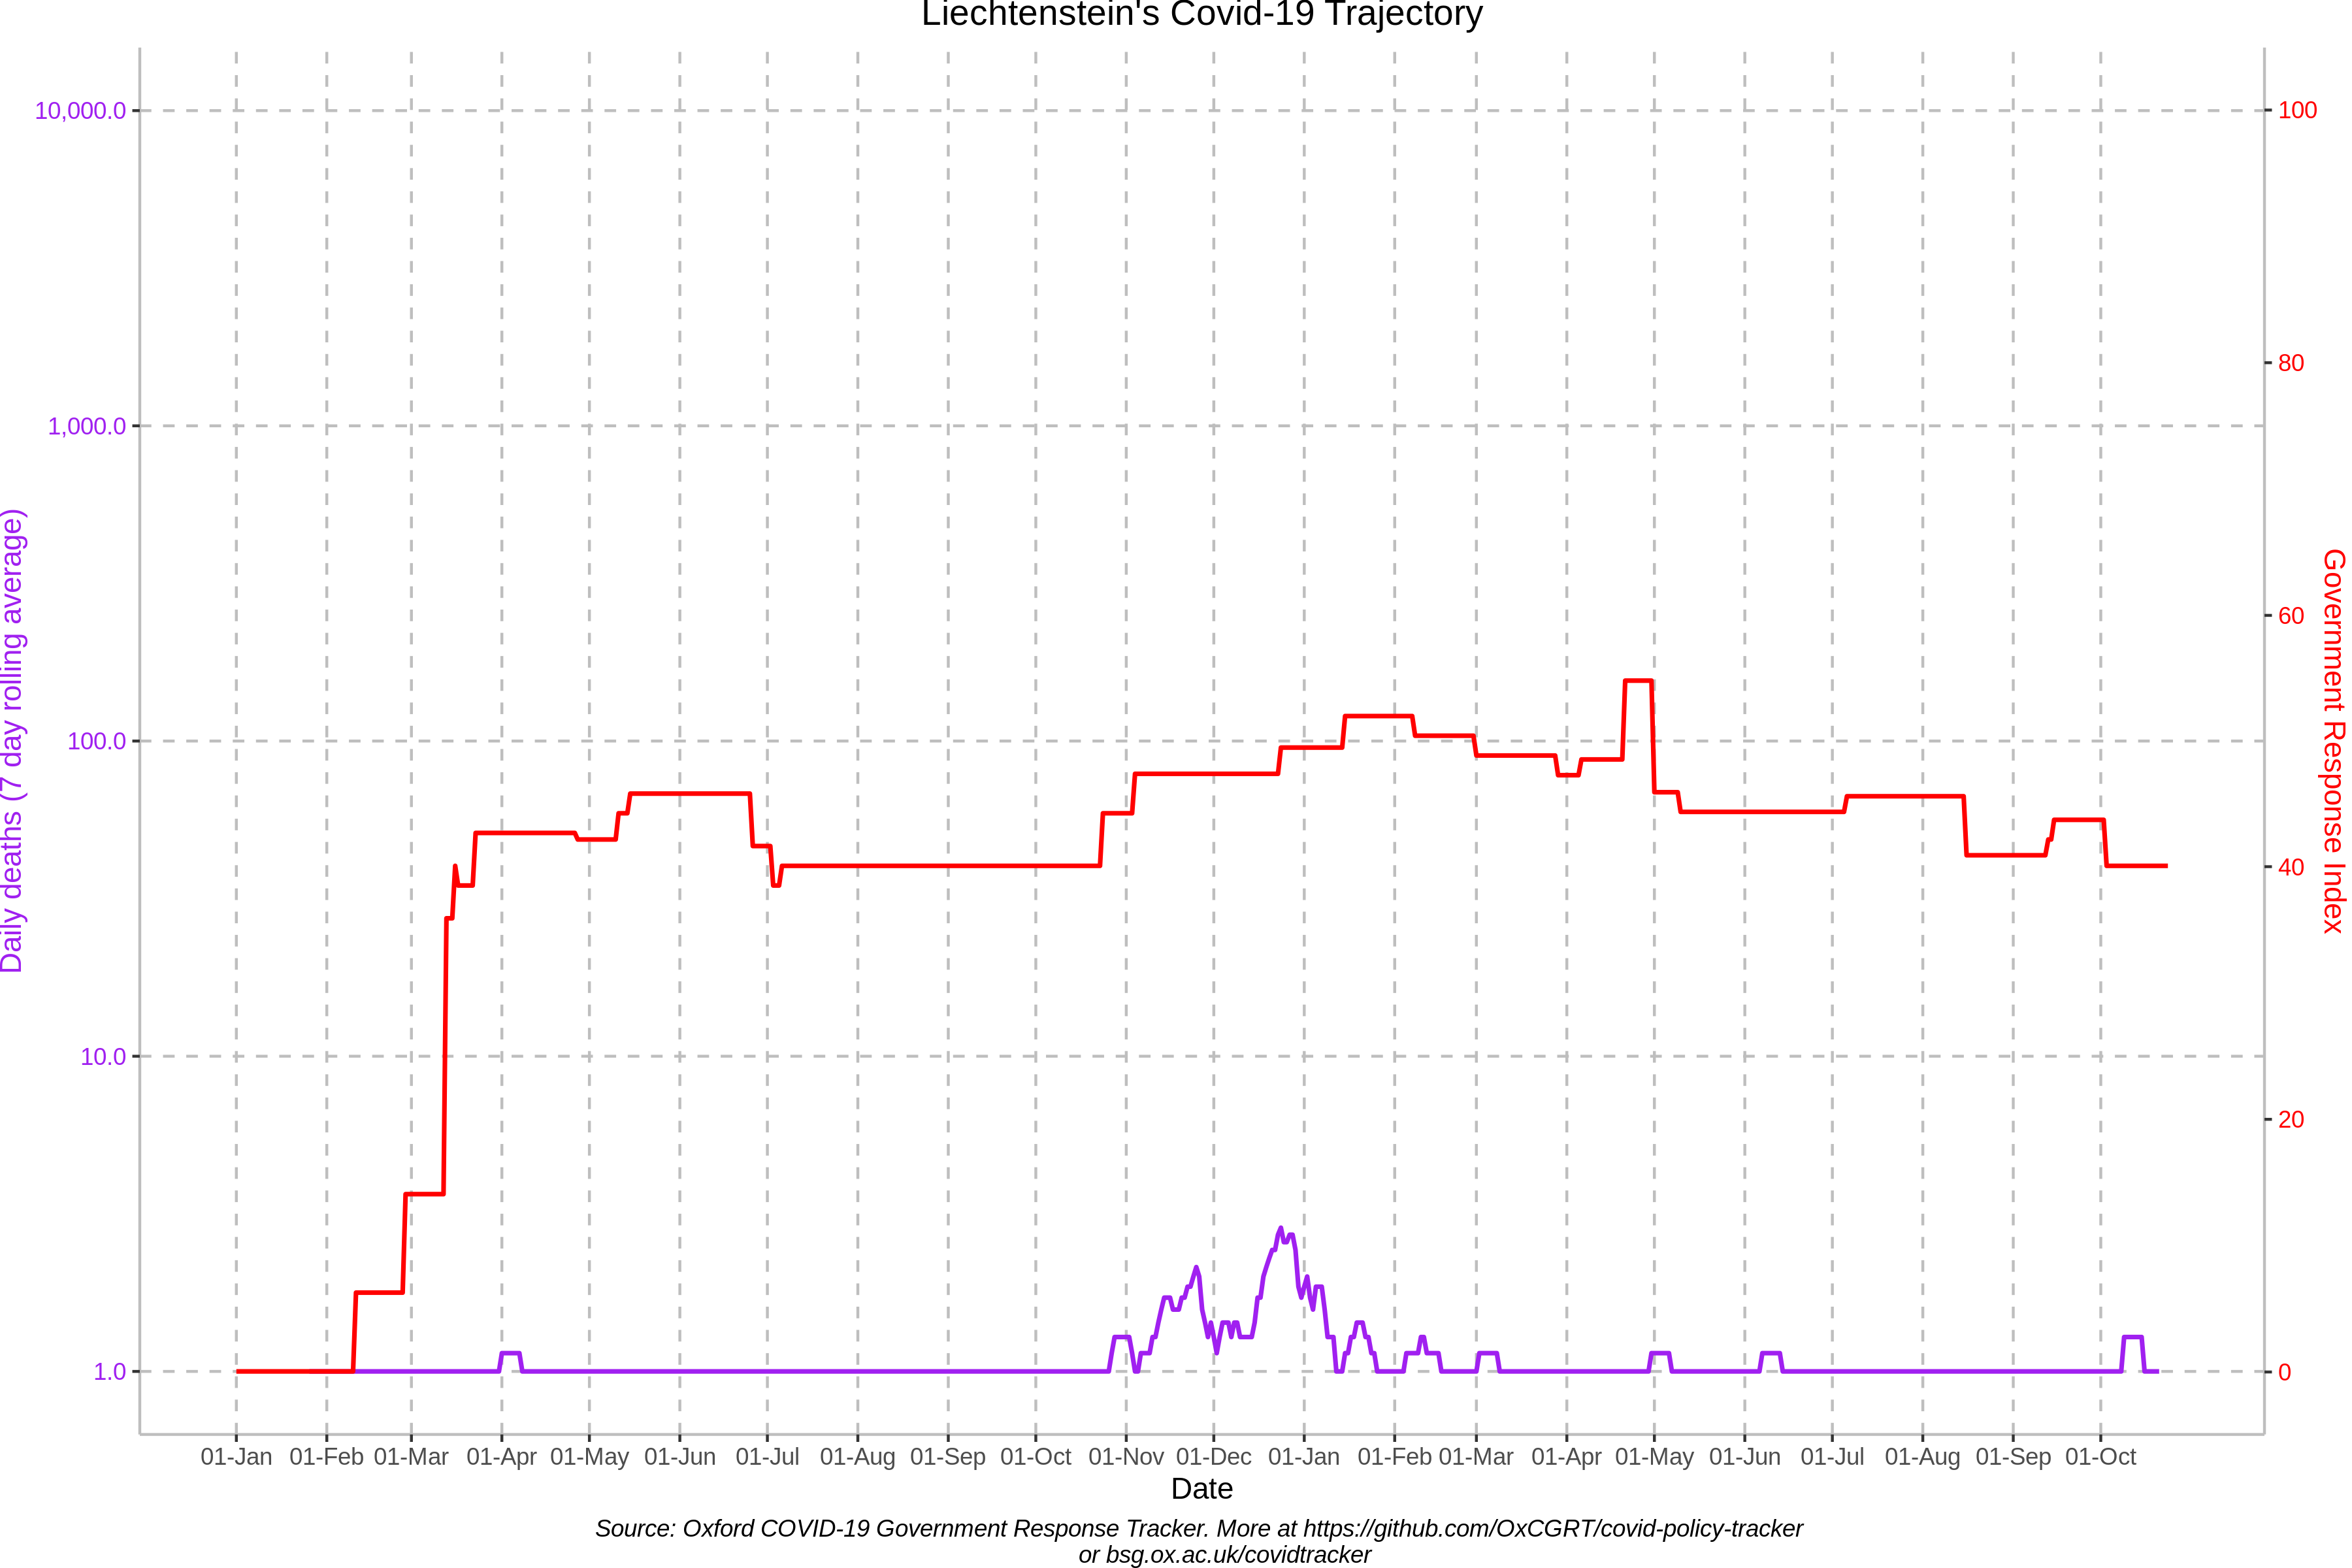 Liechtenstein's Covid-19 Trajectory
10,000.0
1,000.0
100.0
10.0
1.0
Daily deaths (7 day rolling average)
100
80
60
40
20
0
Government Response Index
01-Jan 01-Feb 01-Mar 01-Apr 01-May 01-Jun 01-Jul 01-Aug 01-Sep 01-Oct 01-Nov 01-Dec 01-Jan 01-Feb 01-Mar 01-Apr 01-May 01-Jun 01-Jul 01-Aug 01-Sep 01-Oct
Date
Source: Oxford COVID-19 Government Response Tracker. More at https://github.com/OxCGRT/covid-policy-tracker
or bsg.ox.ac.uk/covidtracker